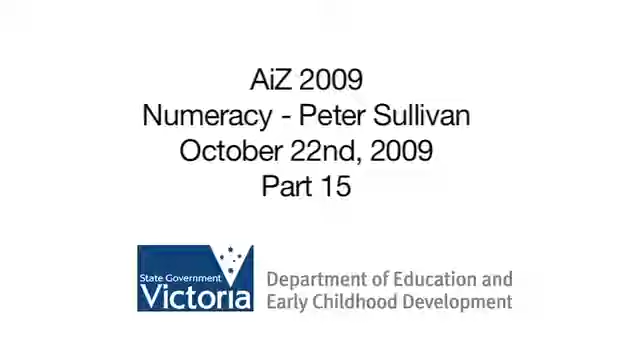 AiZ 2009
Numeracy - Peter Sullivan
October 22nd, 2009
Part 15
State Government
Victoria
Department of Education and
Early Childhood Development